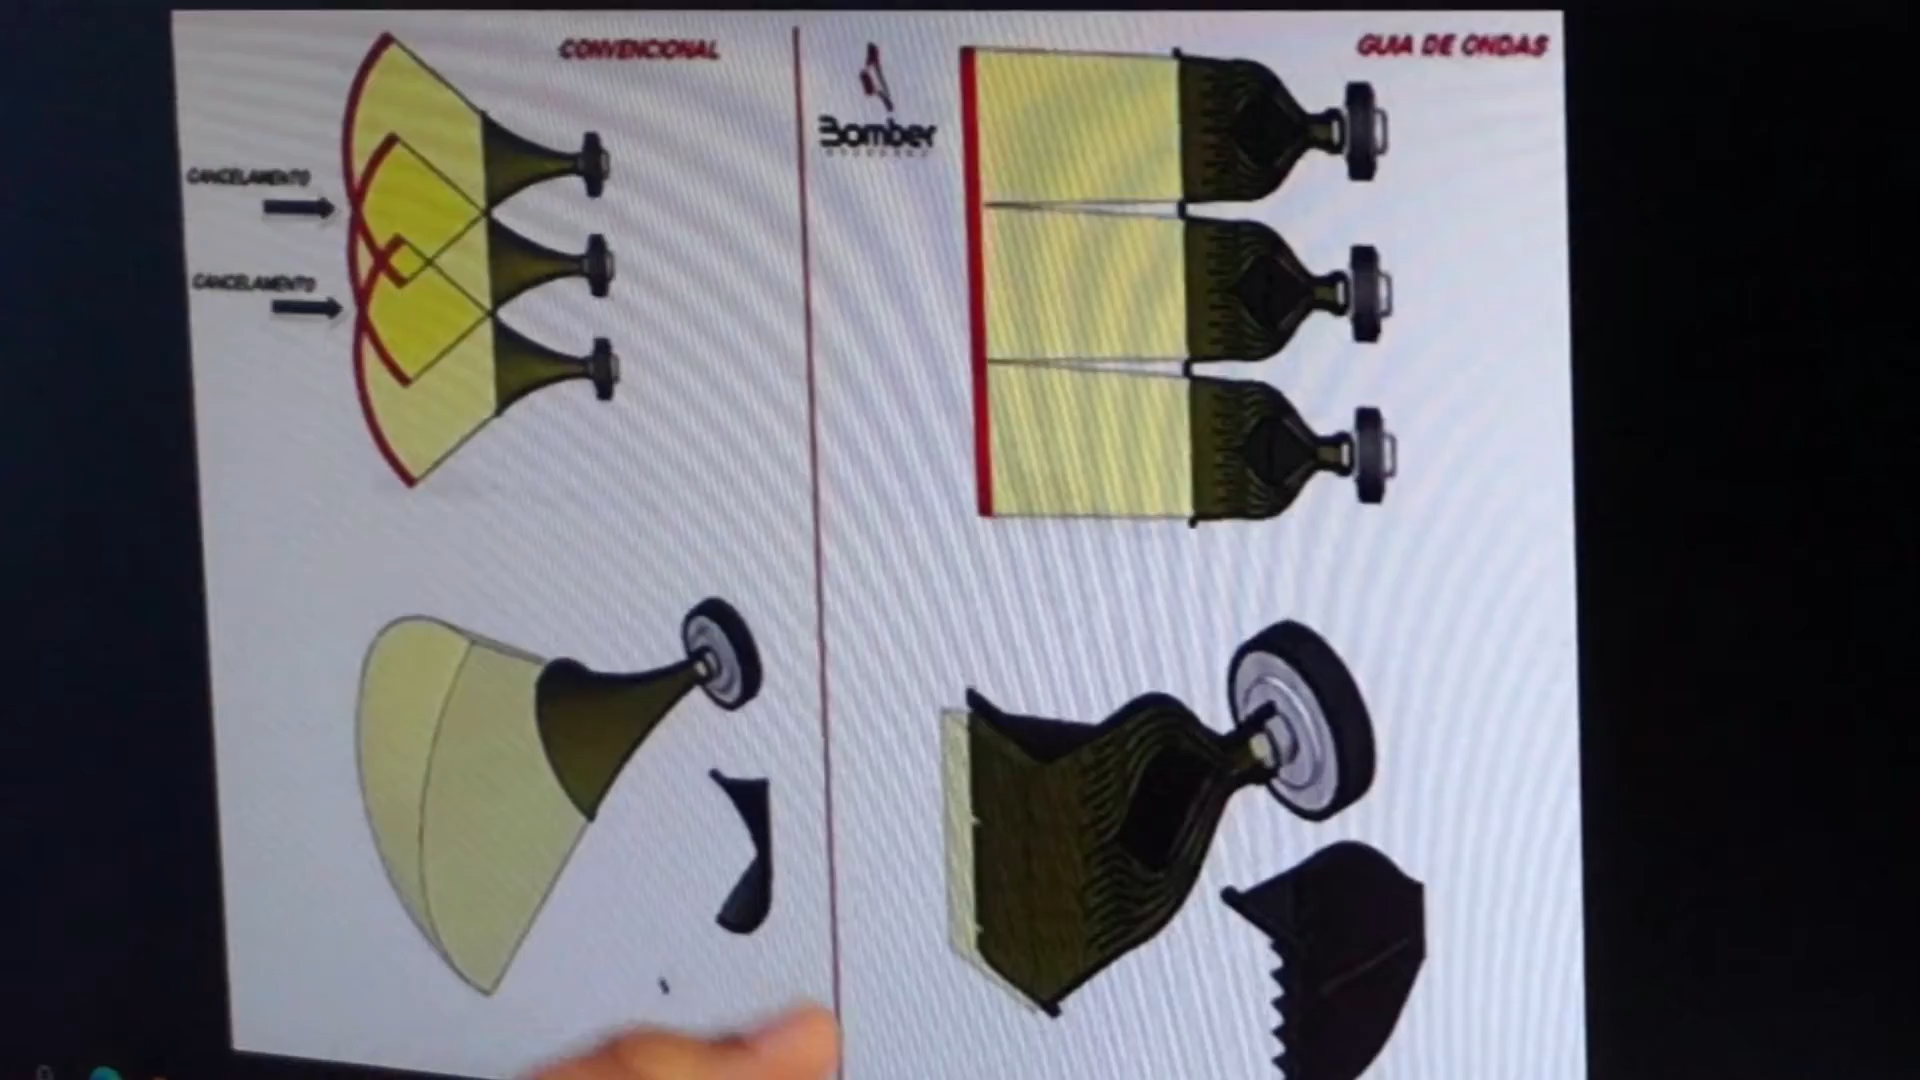 CONVENCIONAL
CANCELAMENTO
CANCELAMENTO
Bomber
GUIA DE ONDAS